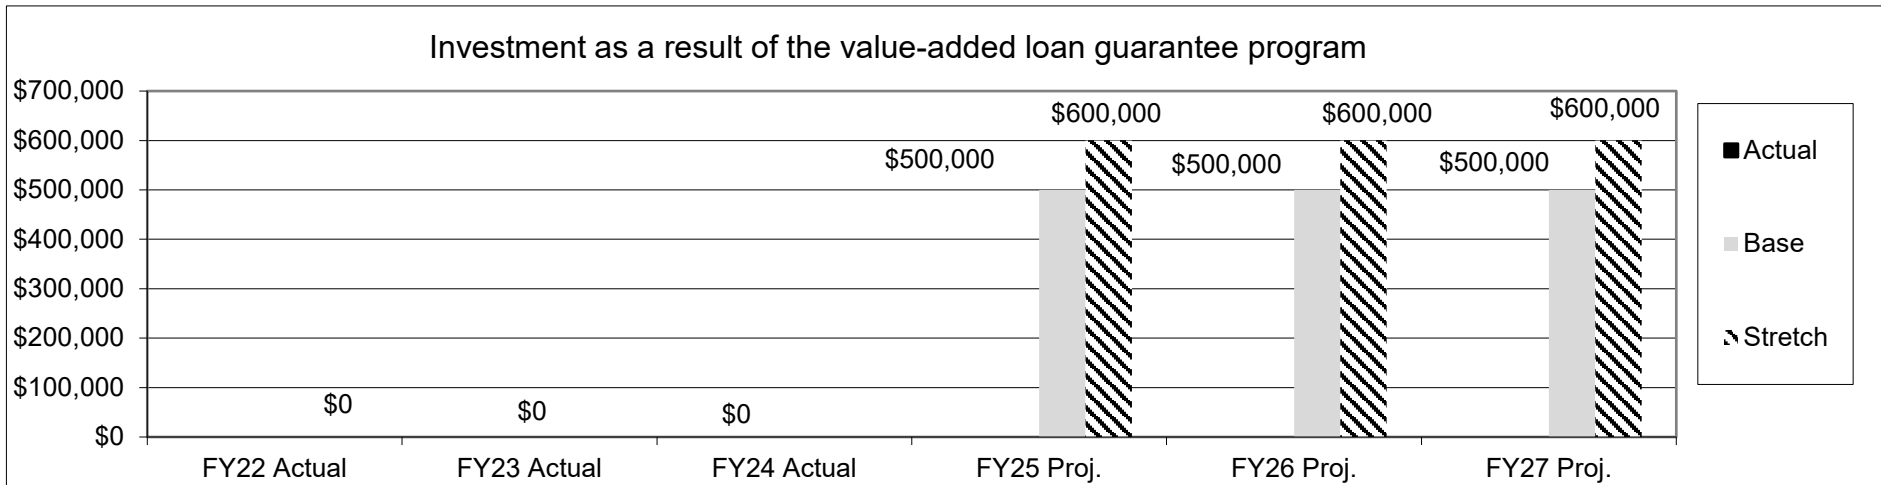 Investment as a result of the value-added loan guarantee program
$700,000
$600,000
$500,000
$400,000
$300,000
$200,000
$100,000
$0
$0
$0
$0
$500,000
$600,000
$500,000
$600,000
$500,000
$600,000
FY22 Actual
FY23 Actual
FY24 Actual
FY25 Proj.
FY26 Proj.
FY27 Proj.
Actual
Base
Stretch